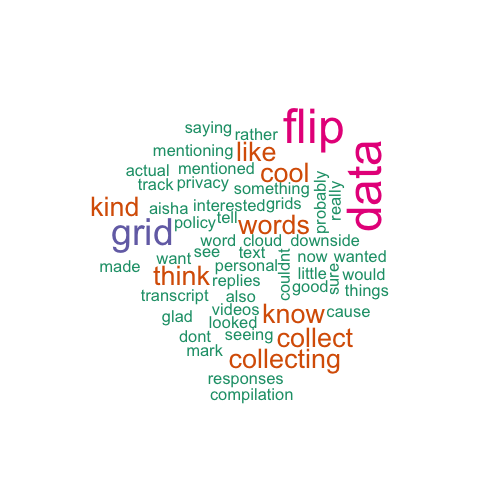 flip
saying
rather
data
mentioning
like
actual
mentioned
cool
track
privacy
something
probably
really
kind
aisha
interested
grids
grid
policy
tell
words
word
cloud
downside
want
see
text
now
wanted
made
think
personal
couldnt
little
sure
would
replies
good
things
transcript
also
videos
know
cause
glad
looked
dont
seeing
collect
mark
collecting
responses
compilation